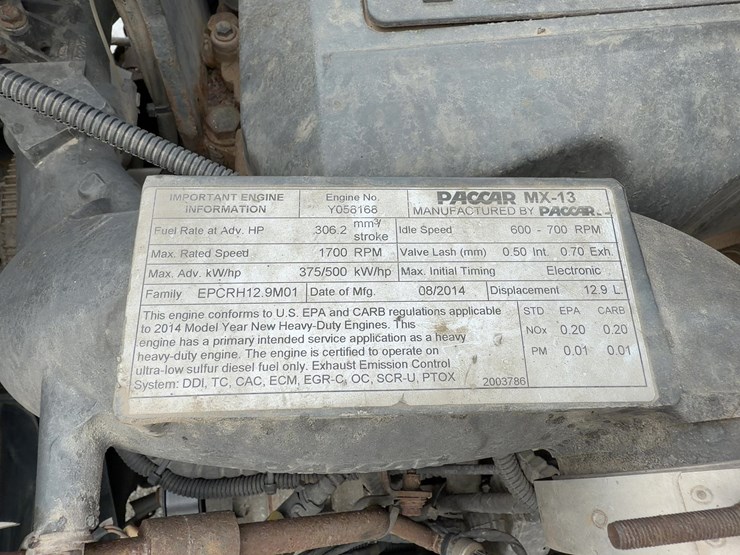 IMPORTANT ENGINE INFORMATION
Engine No. Y058168
PACCAR MX-13
MANUFACTURED BY PACCAR
Fuel Rate at Adv. HP 306.2 mm³/stroke
Idle Speed 600 - 700 RPM
Max. Rated Speed 1700 RPM
Valve Lash (mm) 0.50 Int. 0.70 Exh.
Max. Adv. kW/hp 375/500 kW/hp
Max. Initial Timing Electronic
Family EPCRH12.9M01
Date of Mfg. 08/2014
Displacement 12.9 L
This engine conforms to U.S. EPA and CARB regulations applicable
to 2014 Model Year New Heavy-Duty Engines. This
engine has a primary intended service application as a heavy
heavy-duty engine. The engine is certified to operate on
ultra-low sulfur diesel fuel only. Exhaust Emission Control
System: DDI, TC, CAC, ECM, EGR-C, OC, SCR-U, PTOX
2003786
STD EPA CARB
NOx 0.20 0.20
PM 0.01 0.01